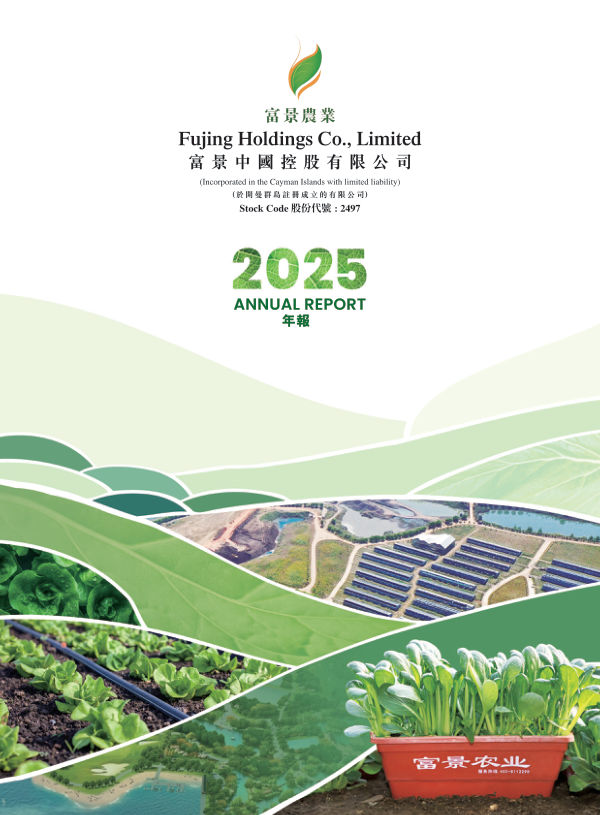 富景農業
Fujing Holdings Co., Limited
富景中國控股有限公司
(Incorporated in the Cayman Islands with limited liability)
(於開曼群島註冊成立的有限公司)
Stock Code 股份代號 : 2497
2025
ANNUAL REPORT
年報
富景农业